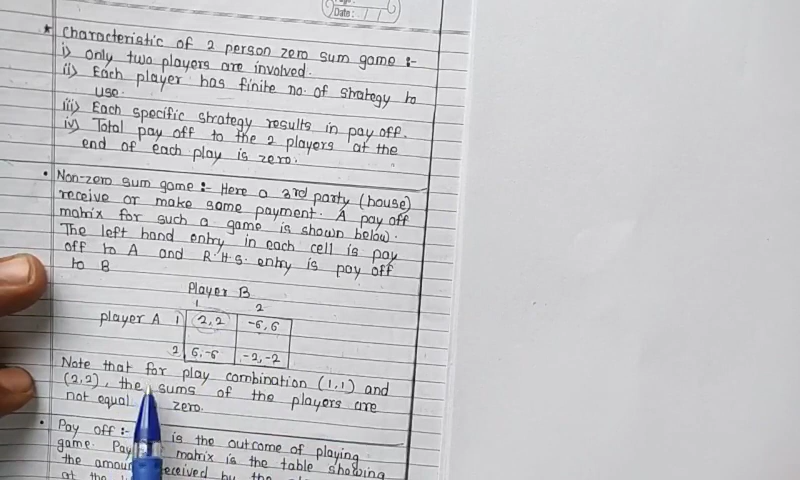 Date: / /
* Characteristic of 2 person zero sum game :-
i) Only two players are involved.
ii) Each player has finite no. of strategy to
use.
iii) Each specific strategy results in pay off.
iv) Total pay off to the 2 players at the
end of each play is zero.
• Non-zero sum game :- Here a 3rd party (house)
receive or make some payment. A pay off
matrix for such a game is shown below.
The left hand entry in each cell is pay
off to A and R.H.S. entry is pay off
to B
Player B
1 2
player A 1 2,2 -6,6
2 6,-6 -2,-2
Note that for play combination (1,1) and
(2,2), the sums of the players are
not equal zero.
• Pay off :- is the outcome of playing
game. Pay matrix is the table showing
the amou received by the
at the